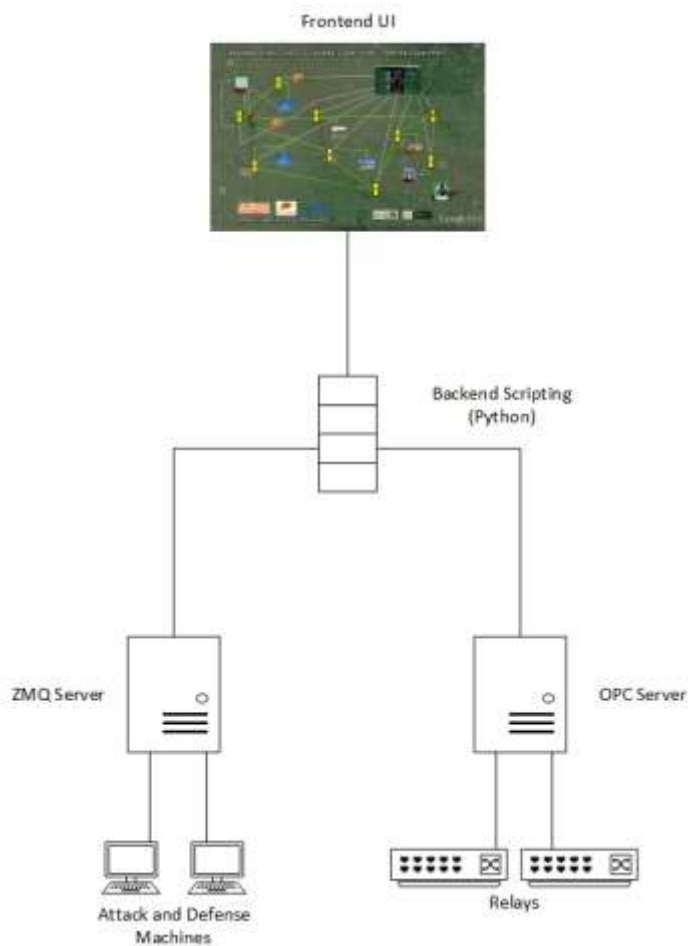 Frontend UI
Backend Scripting
(Python)
ZMQ Server
OPC Server
Attack and Defense
Machines
Relays